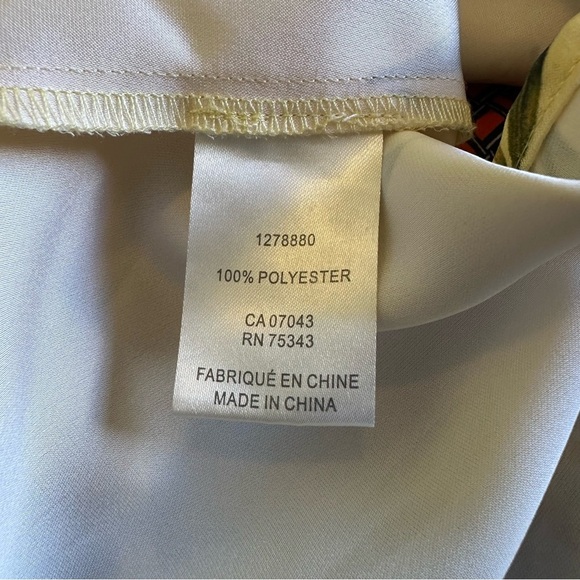 1278880
100% POLYESTER
CA 07043
RN 75343
FABRIQUÉ EN CHINE
MADE IN CHINA